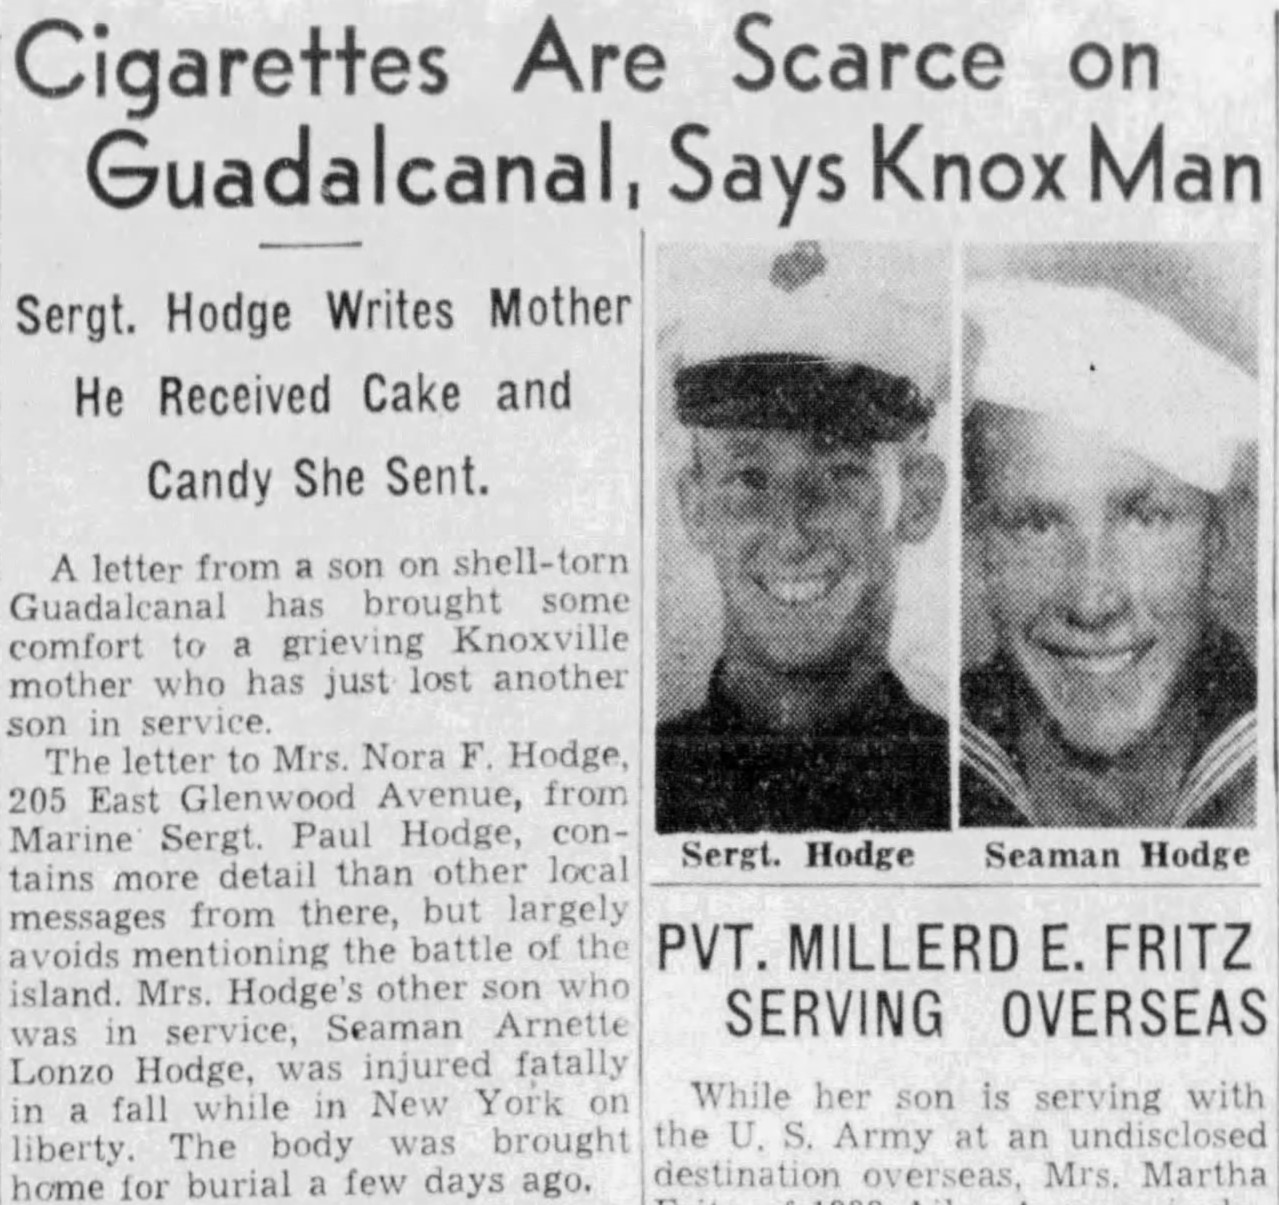 Cigarettes Are Scarce on
Guadalcanal, Says Knox Man
Sergt. Hodge Writes Mother
He Received Cake and
Candy She Sent.
A letter from a son on shell-torn
Guadalcanal has brought some
comfort to a grieving Knoxville
mother who has just lost another
son in service.
The letter to Mrs. Nora F. Hodge,
205 East Glenwood Avenue, from
Marine Sergt. Paul Hodge, con-
tains more detail than other local
messages from there, but largely
avoids mentioning the battle of the
island. Mrs. Hodge's other son who
was in service, Seaman Arnette
Lonzo Hodge, was injured fatally
in a fall while in New York on
liberty. The body was brought
home for burial a few days ago.
Sergt. Hodge
Seaman Hodge
PVT. MILLERD E. FRITZ
SERVING OVERSEAS
While her son is serving with
the U. S. Army at an undisclosed
destination overseas, Mrs. Martha